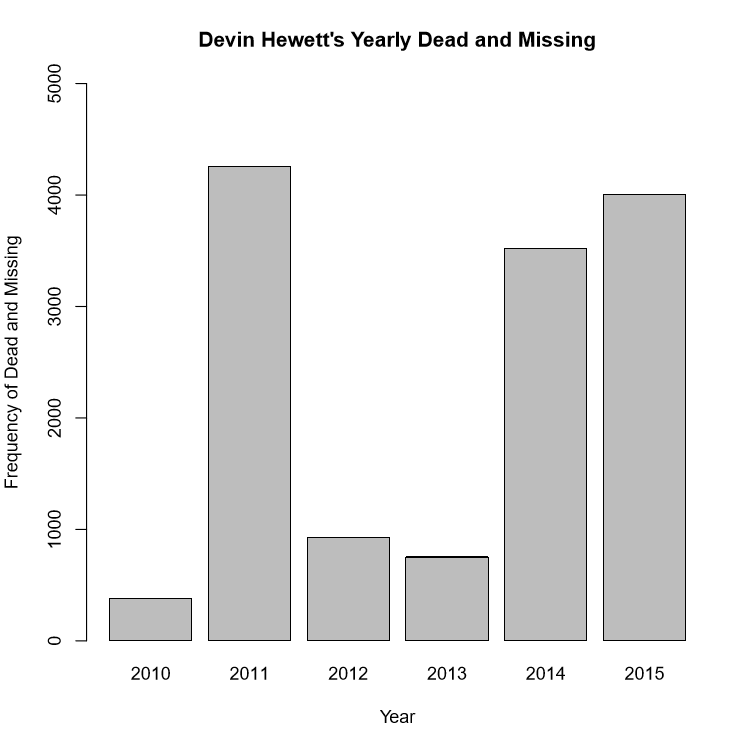 Devin Hewett's Yearly Dead and Missing
5000
4000
3000
2000
1000
0
Frequency of Dead and Missing
2010 2011 2012 2013 2014 2015
Year